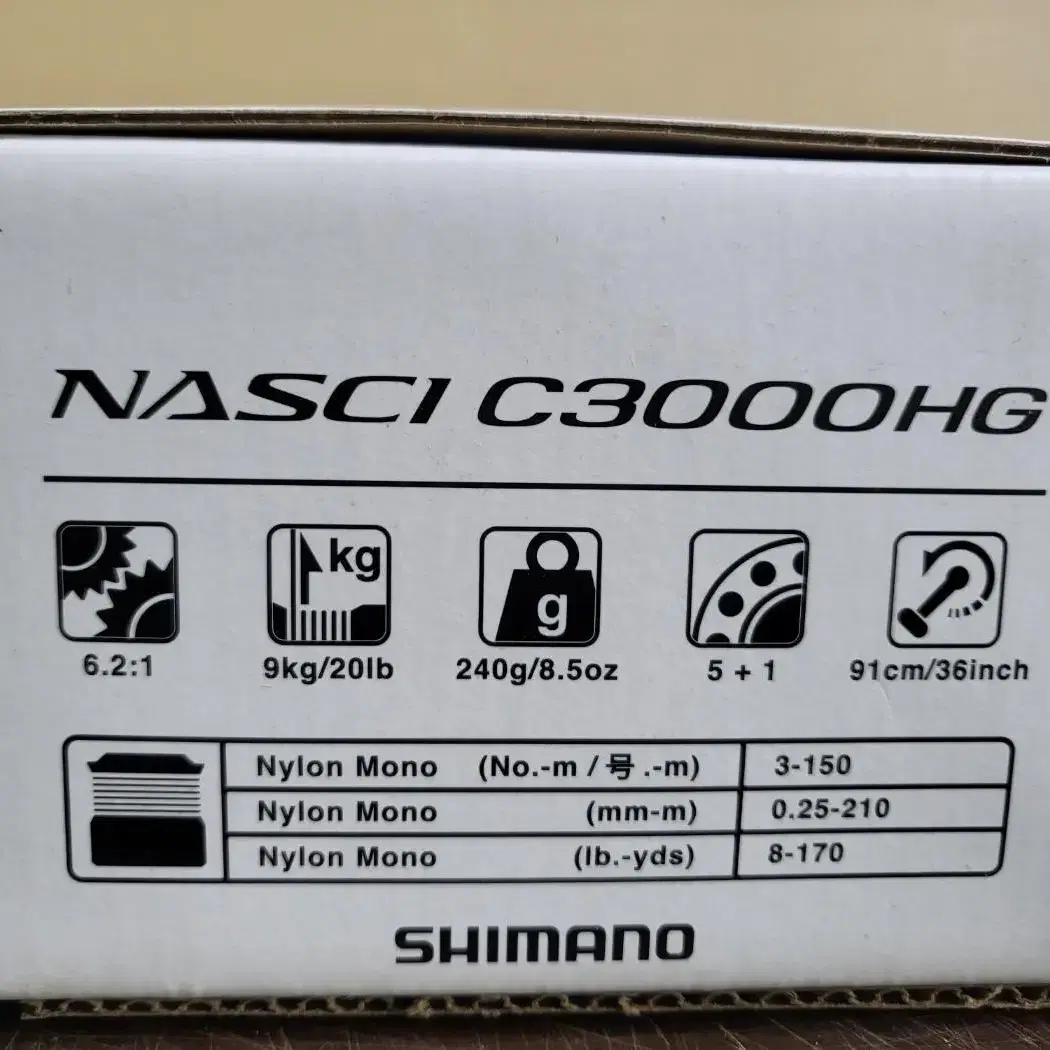 NASCI C3000HG
kg
g
6.2:1 9kg/20lb 240g/8.5oz 5 + 1 91cm/36inch
Nylon Mono (No.-m / 号 .-m) 3-150
Nylon Mono (mm-m) 0.25-210
Nylon Mono (lb.-yds) 8-170
SHIMANO